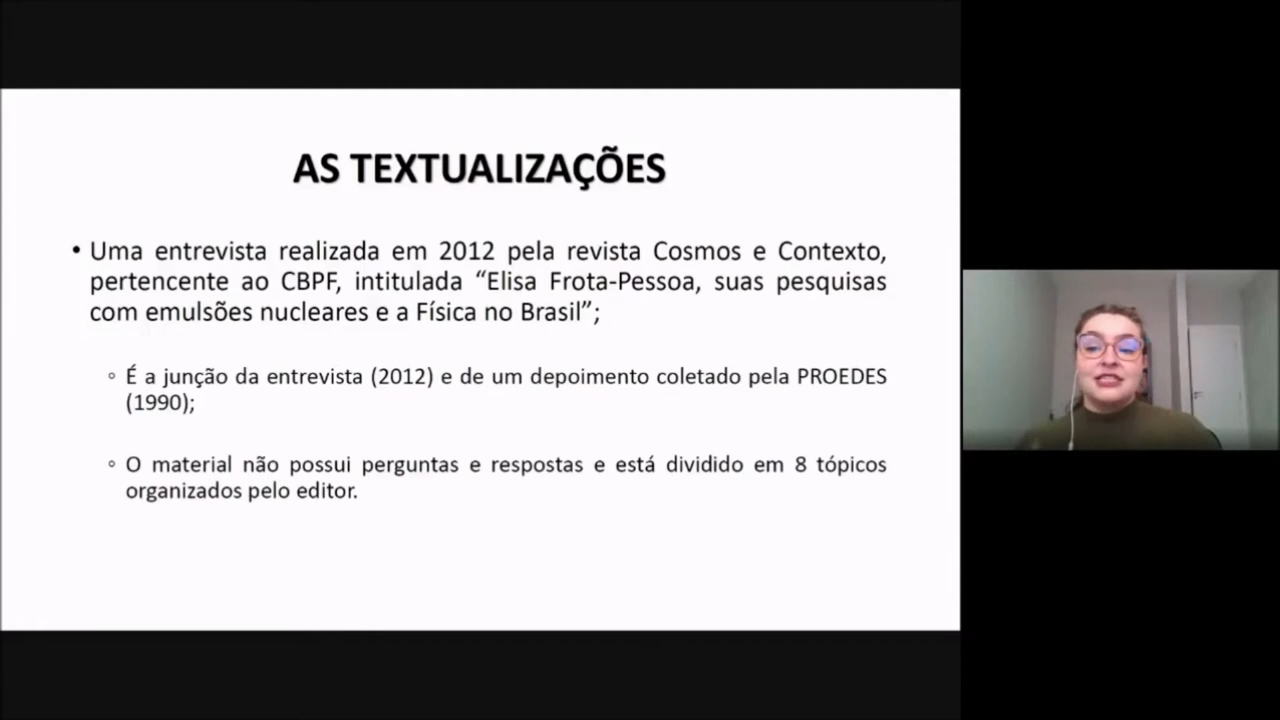 AS TEXTUALIZAÇÕES
• Uma entrevista realizada em 2012 pela revista Cosmos e Contexto,
pertencente ao CBPF, intitulada “Elisa Frota-Pessoa, suas pesquisas
com emulsões nucleares e a Física no Brasil”;
◦ É a junção da entrevista (2012) e de um depoimento coletado pela PROEDES
(1990);
◦ O material não possui perguntas e respostas e está dividido em 8 tópicos
organizados pelo editor.